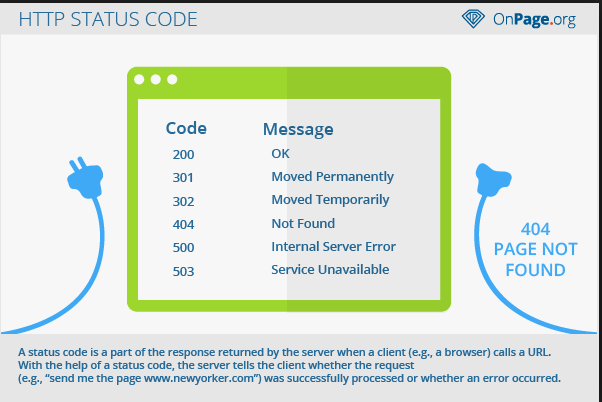 HTTP STATUS CODE
OnPage.org
Code Message
200 OK
301 Moved Permanently
302 Moved Temporarily
404 Not Found
500 Internal Server Error
503 Service Unavailable
404
PAGE NOT
FOUND
A status code is a part of the response returned by the server when a client (e.g., a browser) calls a URL.
With the help of a status code, the server tells the client whether the request
(e.g., “send me the page www.newyorker.com”) was successfully processed or whether an error occurred.